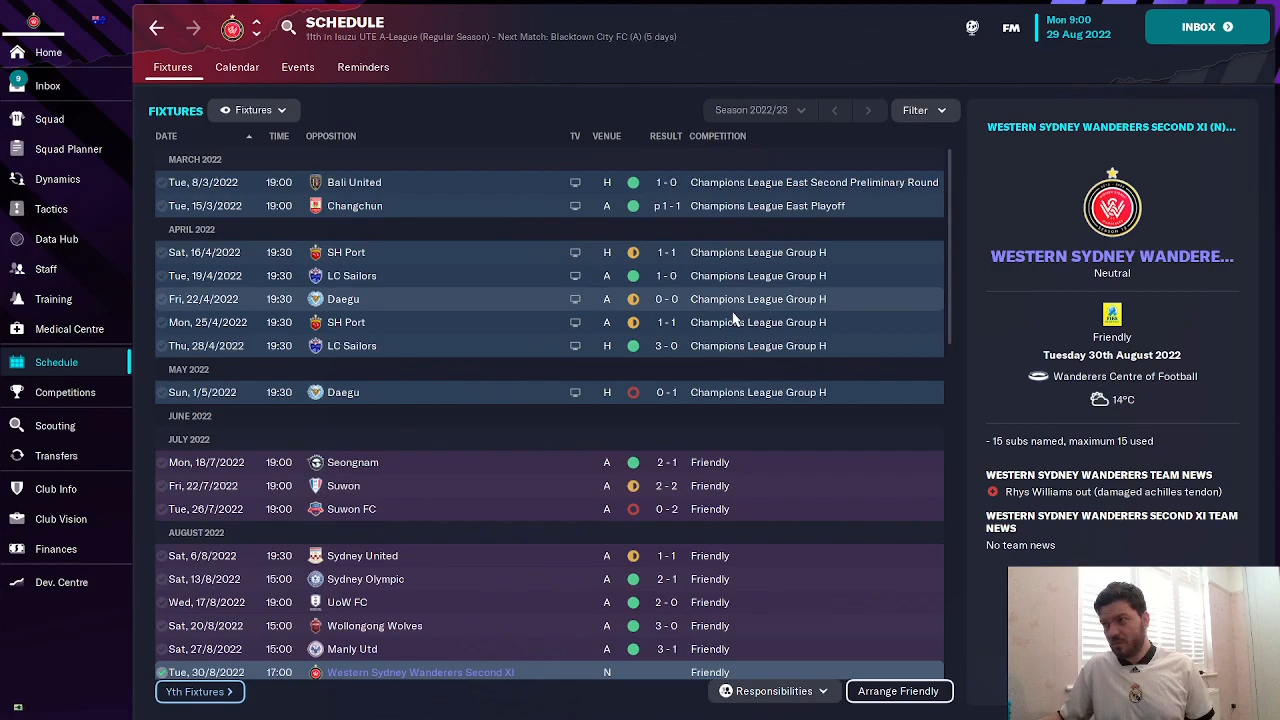 SCHEDULE
11th in Isuzu UTE A-League (Regular Season) - Next Match: Blacktown City FC (A) (5 days)
FM
Mon 9:00
29 Aug 2022
INBOX
Home
9
Inbox
Squad
Squad Planner
Dynamics
Tactics
Data Hub
Staff
Training
Medical Centre
Schedule
Competitions
Scouting
Transfers
Club Info
Club Vision
Finances
Dev. Centre
Fixtures Calendar Events Reminders
FIXTURES Fixtures Season 2022/23 Filter
DATE TIME OPPOSITION TV VENUE RESULT COMPETITION
MARCH 2022
Tue, 8/3/2022 19:00 Bali United H 1 - 0 Champions League East Second Preliminary Round
Tue, 15/3/2022 19:00 Changchun A p 1 - 1 Champions League East Playoff
APRIL 2022
Sat, 16/4/2022 19:30 SH Port H 1 - 1 Champions League Group H
Tue, 19/4/2022 19:30 LC Sailors A 1 - 0 Champions League Group H
Fri, 22/4/2022 19:30 Daegu A 0 - 0 Champions League Group H
Mon, 25/4/2022 19:30 SH Port A 1 - 1 Champions League Group H
Thu, 28/4/2022 19:30 LC Sailors H 3 - 0 Champions League Group H
MAY 2022
Sun, 1/5/2022 19:30 Daegu H 0 - 1 Champions League Group H
JUNE 2022
JULY 2022
Mon, 18/7/2022 19:00 Seongnam A 2 - 1 Friendly
Fri, 22/7/2022 19:00 Suwon A 2 - 2 Friendly
Tue, 26/7/2022 19:00 Suwon FC A 0 - 2 Friendly
AUGUST 2022
Sat, 6/8/2022 19:30 Sydney United A 1 - 1 Friendly
Sat, 13/8/2022 15:00 Sydney Olympic A 2 - 1 Friendly
Wed, 17/8/2022 19:00 UoW FC A 2 - 0 Friendly
Sat, 20/8/2022 15:00 Wollongong Wolves A 3 - 0 Friendly
Sat, 27/8/2022 15:00 Manly Utd A 3 - 1 Friendly
Tue, 30/8/2022 17:00 Western Sydney Wanderers Second XI N Friendly
Yth Fixtures Responsibilities Arrange Friendly
WESTERN SYDNEY WANDERERS SECOND XI (N)...
WESTERN SYDNEY WANDERE...
Neutral
Friendly
Tuesday 30th August 2022
Wanderers Centre of Football
14°C
- 15 subs named, maximum 15 used
WESTERN SYDNEY WANDERERS TEAM NEWS
Rhys Williams out (damaged achilles tendon)
WESTERN SYDNEY WANDERERS SECOND XI TEAM
NEWS
No team news